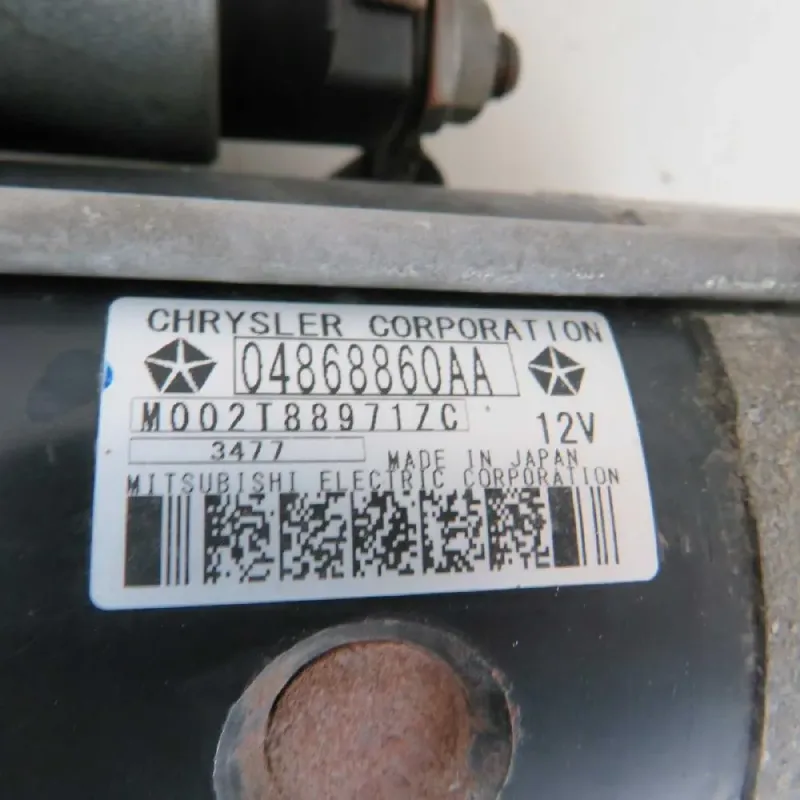 CHRYSLER CORPORATION
04868860AA
M002T88971ZC
12V
3477
MADE IN JAPAN
MITSUBISHI ELECTRIC CORPORATION